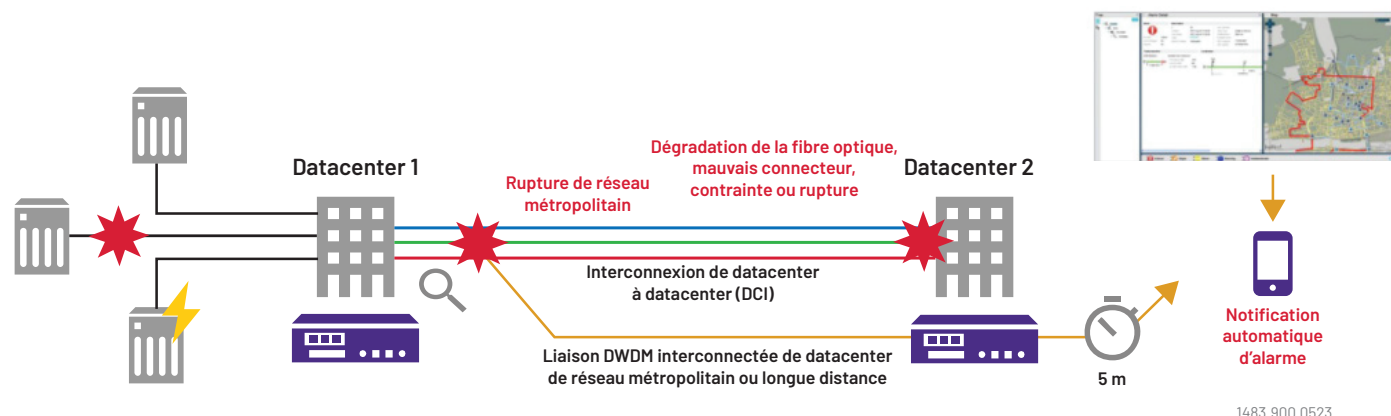 Datacenter 1
Rupture de réseau
métropolitain
Dégradation de la fibre optique,
mauvais connecteur,
contrainte ou rupture
Datacenter 2
Interconnexion de datacenter
à datacenter (DCI)
Liaison DWDM interconnectée de datacenter
de réseau métropolitain ou longue distance
5 m
Notification
automatique
d'alarme
1483.900.0523